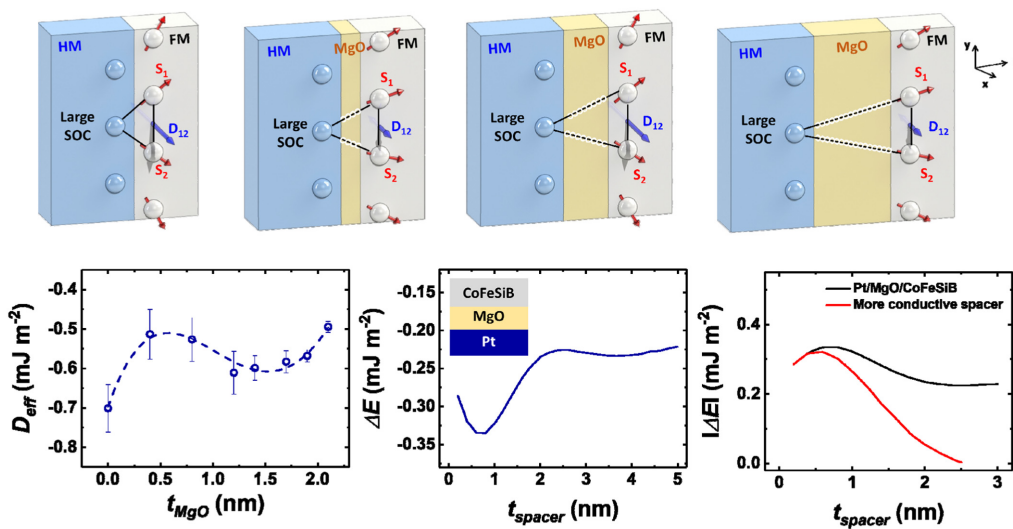 HM
FM
S1
Large
SOC
D12
S2
HM
MgO
FM
S1
Large
SOC
D12
S2
HM
MgO
FM
S1
Large
SOC
D12
S2
HM
MgO
FM
S1
Large
SOC
D12
S2
y
x
-0.4
-0.5
-0.6
-0.7
-0.8
Deff (mJ m-2)
0.0 0.5 1.0 1.5 2.0
tMgO (nm)
-0.15
-0.20
-0.25
-0.30
-0.35
ΔE (mJ m-2)
CoFeSiB
MgO
Pt
0 1 2 3 4 5
tspacer (nm)
Pt/MgO/CoFeSiB
More conductive spacer
0.4
0.2
0.0
|ΔE| (mJ m-2)
0 1 2 3
tspacer (nm)